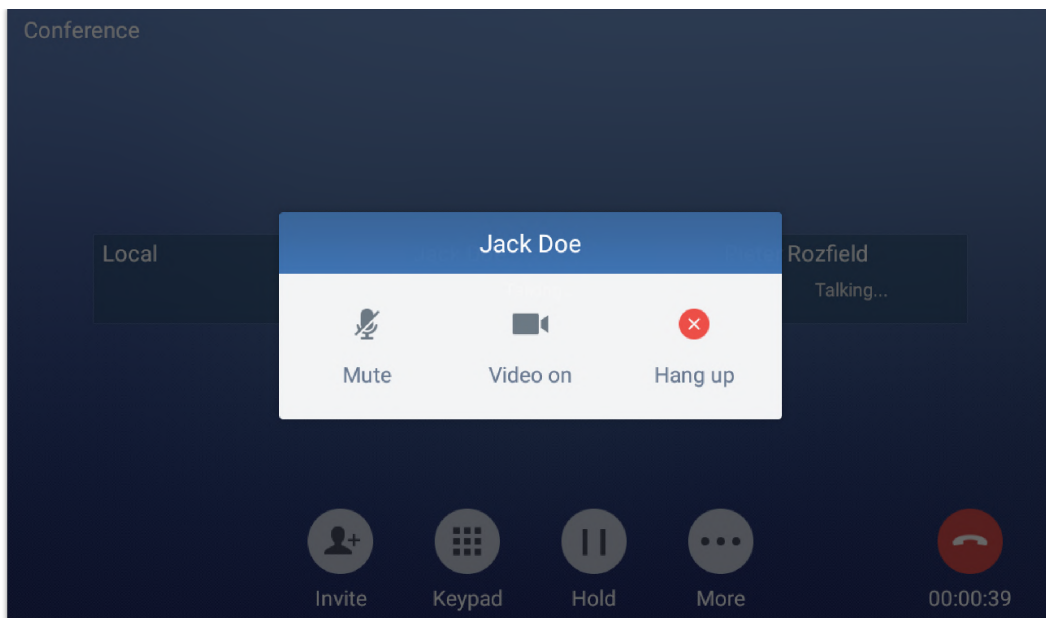 Conference
Jack Doe
Local
Rozfield
Talking...
Mute Video on Hang up
Invite Keypad Hold More 00:00:39